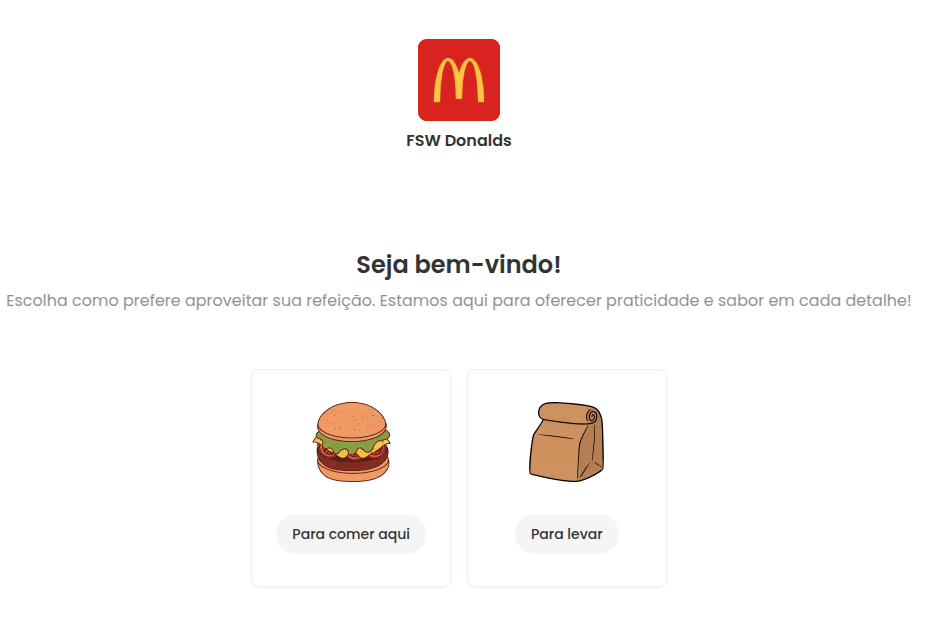 FSW Donalds
Seja bem-vindo!
Escolha como prefere aproveitar sua refeição. Estamos aqui para oferecer praticidade e sabor em cada detalhe!
Para comer aqui
Para levar